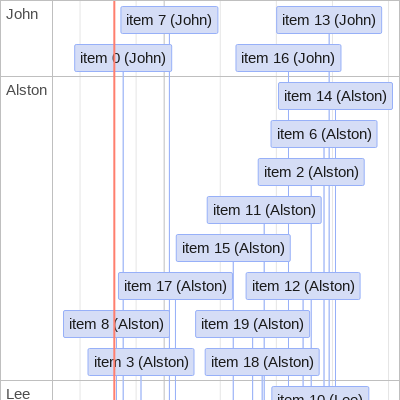 John
item 7 (John)
item 13 (John)
item 0 (John)
item 16 (John)
Alston
item 14 (Alston)
item 6 (Alston)
item 2 (Alston)
item 11 (Alston)
item 15 (Alston)
item 17 (Alston)
item 12 (Alston)
item 8 (Alston)
item 19 (Alston)
item 3 (Alston)
item 18 (Alston)
Lee
item 10 (Lee)